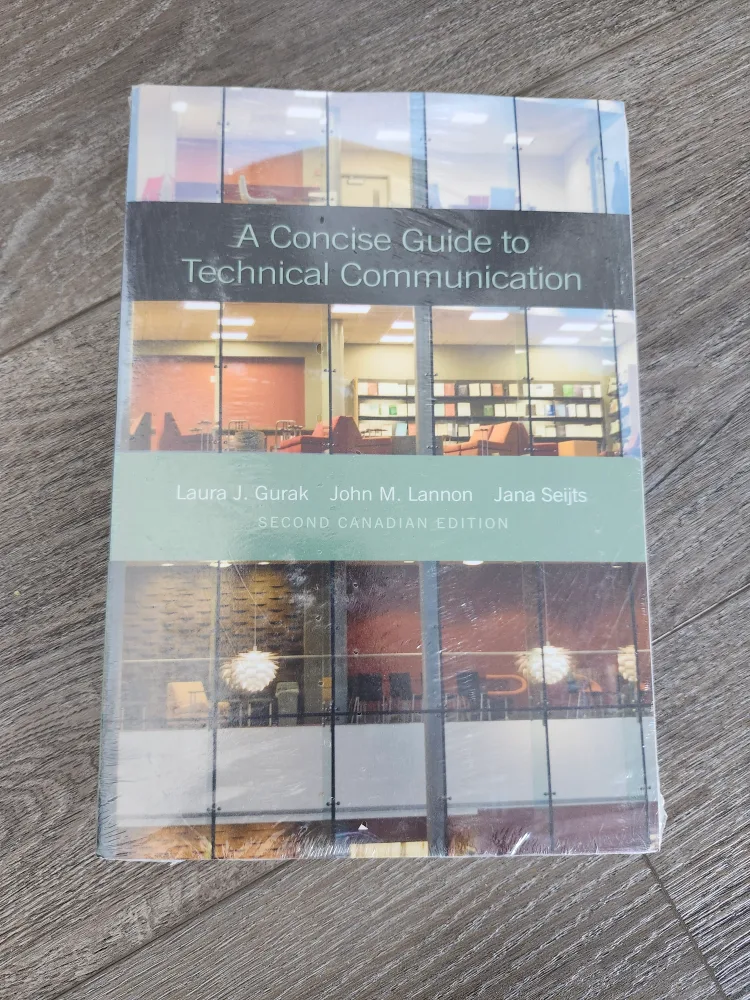 A Concise Guide to
Technical Communication
Laura J. Gurak John M. Lannon Jana Seijts
SECOND CANADIAN EDITION